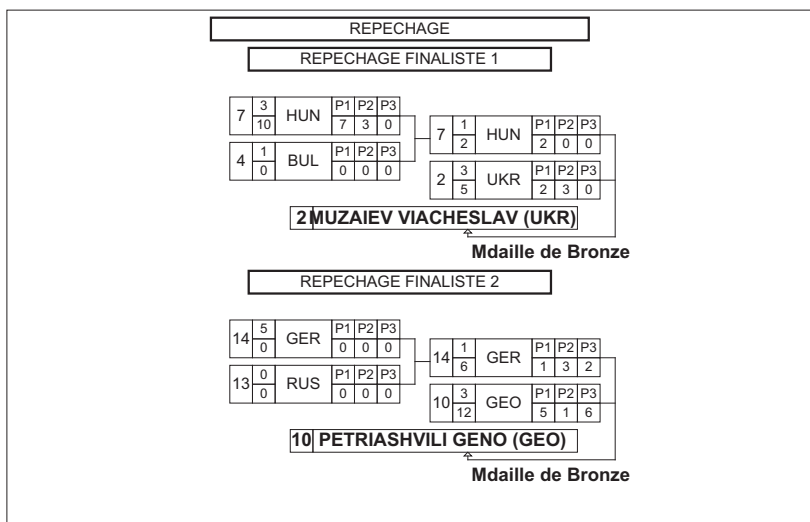 REPECHAGE
REPECHAGE FINALISTE 1
7 3 HUN P1 P2 P3
10 7 3 0
4 1 BUL P1 P2 P3
0 0 0 0
7 1 HUN P1 P2 P3
2 2 0 0
2 3 UKR P1 P2 P3
5 2 3 0
2 MUZAIEV VIACHESLAV (UKR)
Mdaille de Bronze
REPECHAGE FINALISTE 2
14 5 GER P1 P2 P3
0 0 0 0
13 0 RUS P1 P2 P3
0 0 0 0
14 1 GER P1 P2 P3
6 1 3 2
10 3 GEO P1 P2 P3
12 5 1 6
10 PETRIASHVILI GENO (GEO)
Mdaille de Bronze